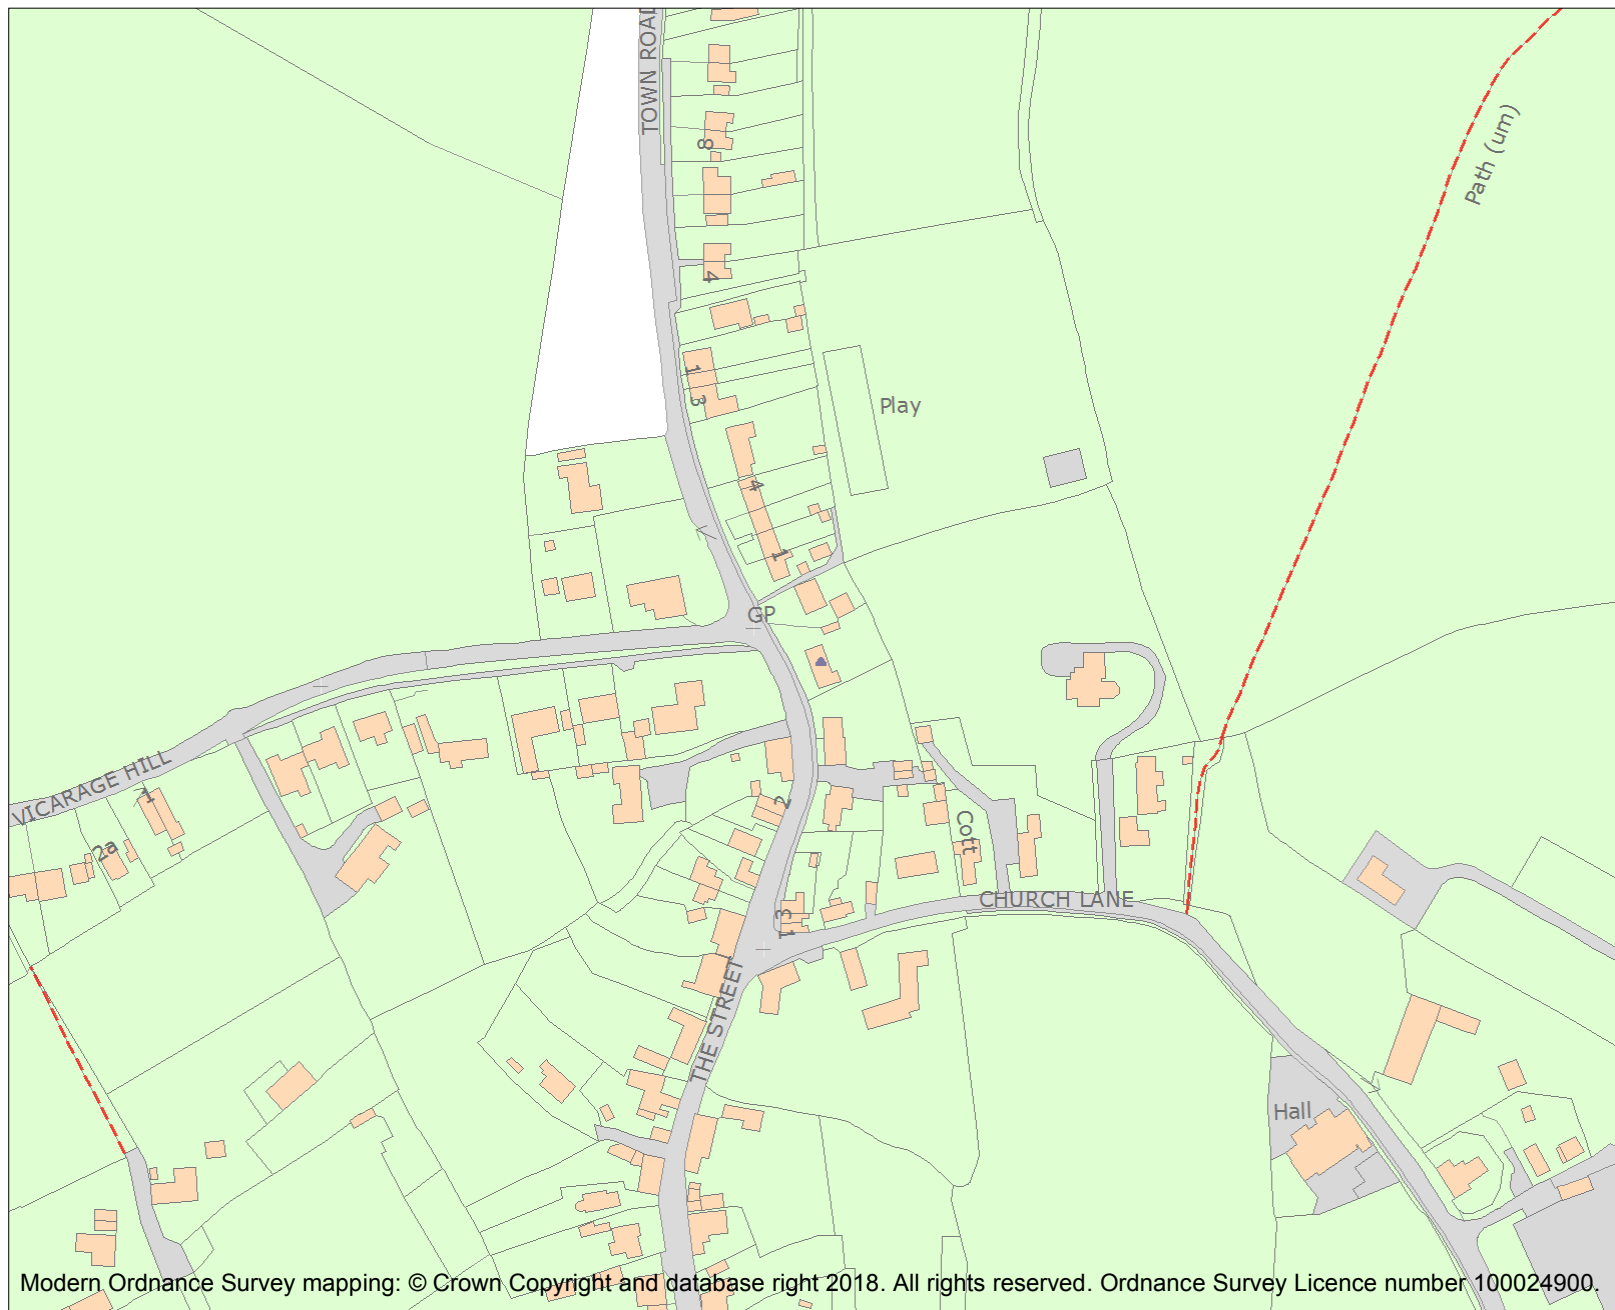 TOWN ROAD
Path (um)
8
4
1
3
Play
4
1
GP
VICARAGE HILL
1
2a
2
Cott
CHURCH LANE
3
1
THE STREET
Hall
Modern Ordnance Survey mapping: © Crown Copyright and database right 2018. All rights reserved. Ordnance Survey Licence number 100024900.